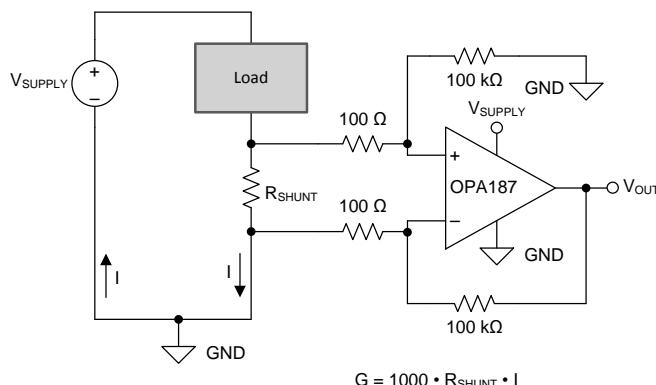 Load
100 kΩ
GND
VSUPPLY
VSUPPLY
100 Ω
+
OPA187
VOUT
RSHUNT
100 Ω
−
GND
I
I
100 kΩ
GND
G = 1000 • RSHUNT • I